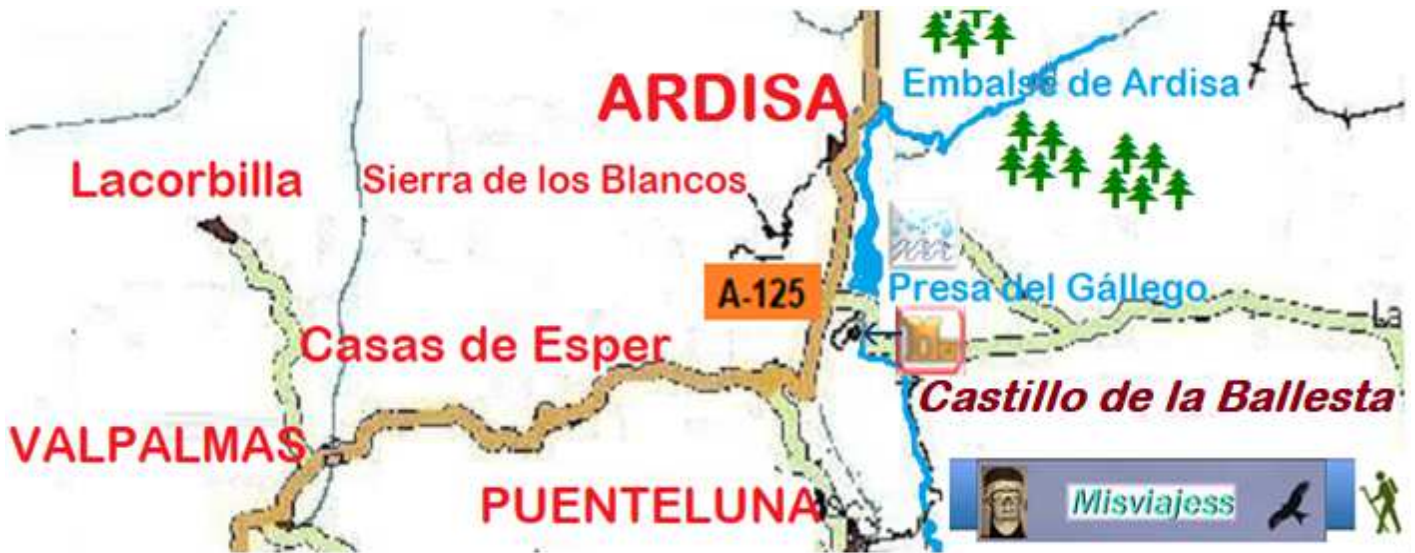 ARDISA
Embalse de Ardisa
Lacorbilla
Sierra de los Blancos
A-125
Presa del Gállego
La
Casas de Esper
Castillo de la Ballesta
VALPALMAS
PUENTELUNA
Misviajess